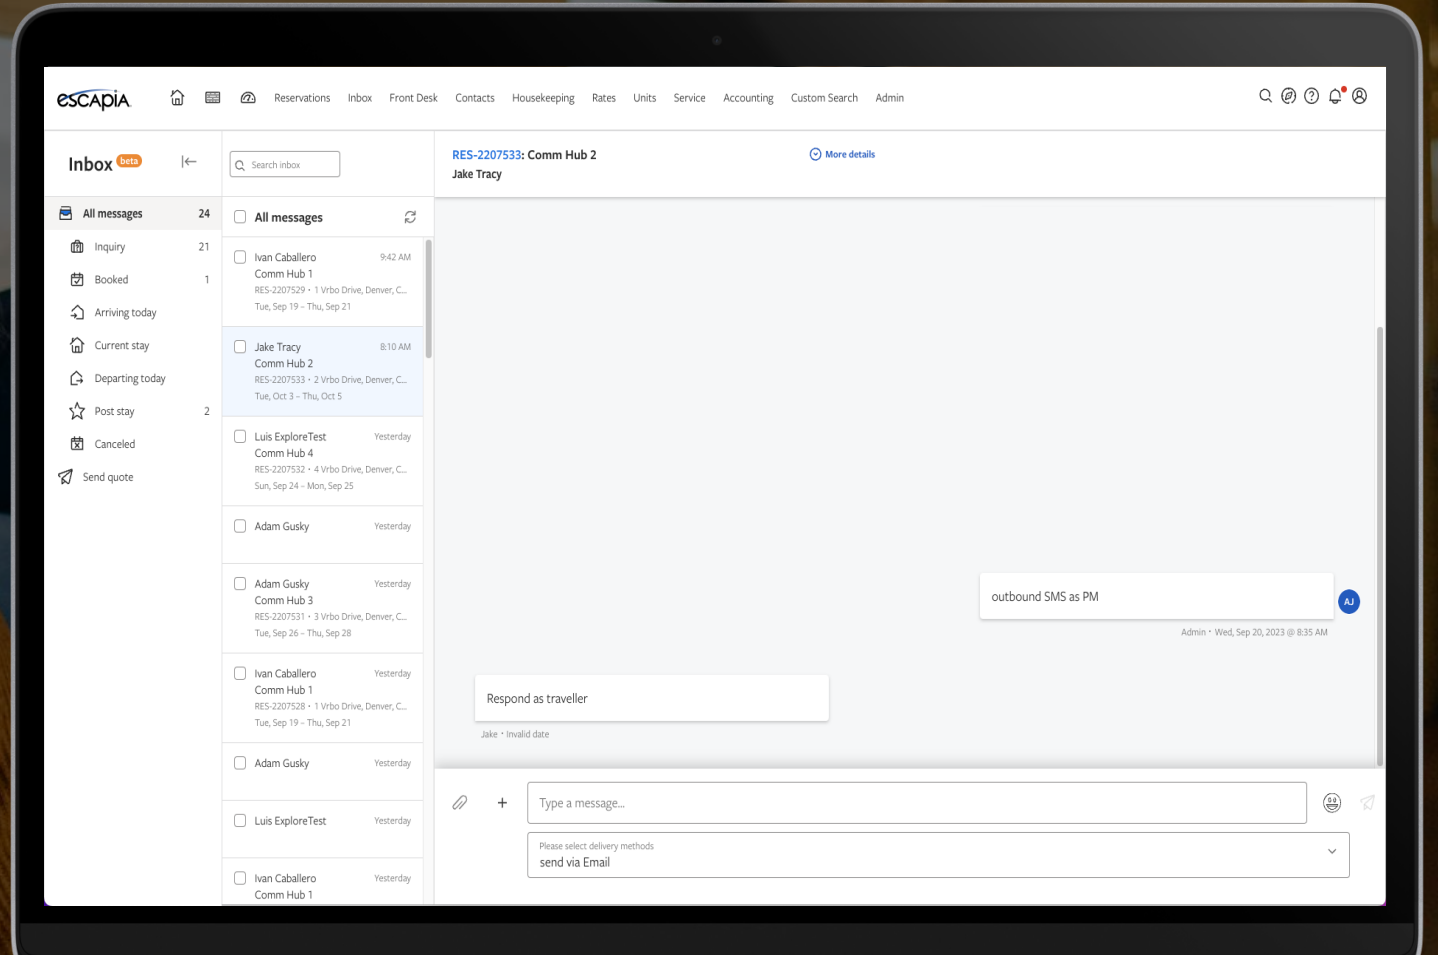 escapia
Reservations Inbox Front Desk Contacts Housekeeping Rates Units Service Accounting Custom Search Admin
Inbox beta
All messages 24
Inquiry 21
Booked 1
Arriving today
Current stay
Departing today
Post stay 2
Canceled
Send quote
Search inbox
All messages
Ivan Caballero 9:42 AM
Comm Hub 1
RES-2207529 • 1 Vrbo Drive, Denver, C...
Tue, Sep 19 – Thu, Sep 21
Jake Tracy 8:10 AM
Comm Hub 2
RES-2207533 • 2 Vrbo Drive, Denver, C...
Tue, Oct 3 – Thu, Oct 5
Luis ExploreTest Yesterday
Comm Hub 4
RES-2207532 • 4 Vrbo Drive, Denver, C...
Sun, Sep 24 – Mon, Sep 25
Adam Gusky Yesterday
Adam Gusky Yesterday
Comm Hub 3
RES-2207531 • 3 Vrbo Drive, Denver, C...
Tue, Sep 26 – Thu, Sep 28
Ivan Caballero Yesterday
Comm Hub 1
RES-2207528 • 1 Vrbo Drive, Denver, C...
Tue, Sep 19 – Thu, Sep 21
Adam Gusky Yesterday
Luis ExploreTest Yesterday
Ivan Caballero Yesterday
Comm Hub 1
RES-2207533: Comm Hub 2
Jake Tracy
More details
outbound SMS as PM
AJ
Admin • Wed, Sep 20, 2023 @ 8:35 AM
Respond as traveller
Jake • Invalid date
Type a message...
Please select delivery methods
send via Email